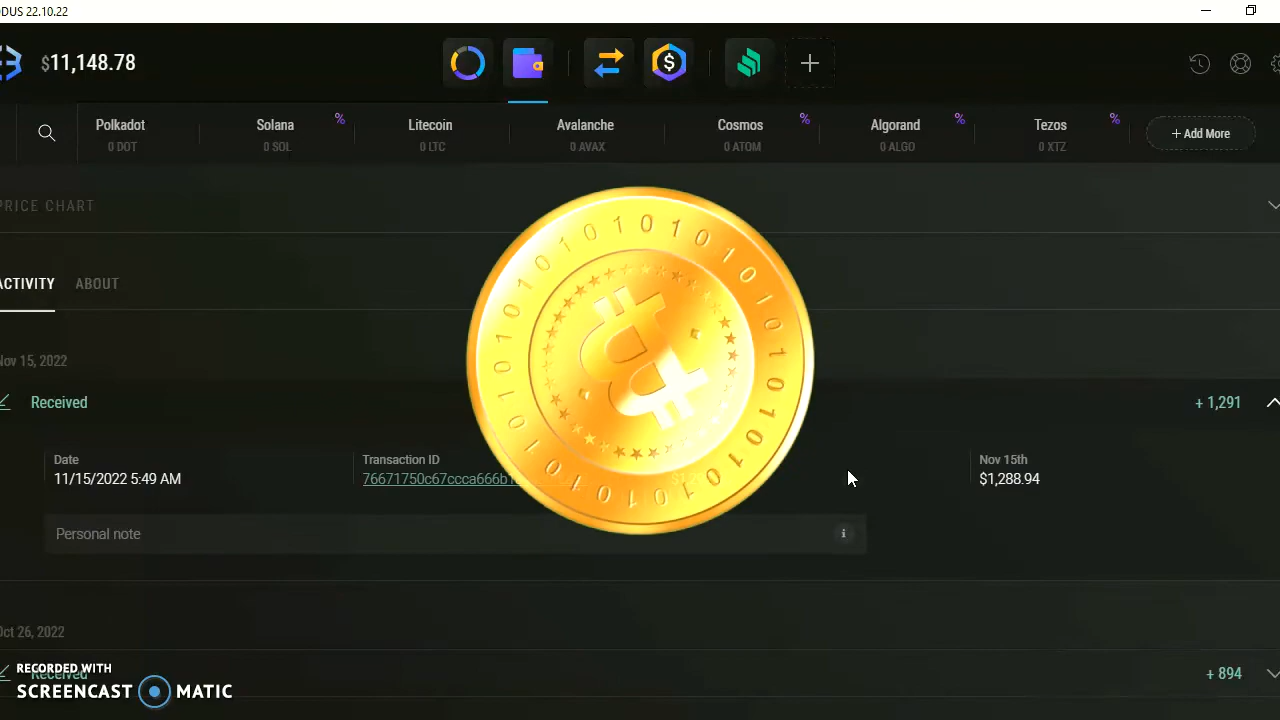 DUS 22.10.22
$11,148.78
Polkadot
0 DOT
Solana
0 SOL
%
Litecoin
0 LTC
Avalanche
0 AVAX
Cosmos
0 ATOM
%
Algorand
0 ALGO
%
Tezos
0 XTZ
%
+ Add More
PRICE CHART
ACTIVITY
ABOUT
Nov 15, 2022
Received
+ 1,291
Date
11/15/2022 5:49 AM
Transaction ID
76671750c67ccca666b1
Nov 15th
$1,288.94
Personal note
i
Oct 26, 2022
Received
+ 894
RECORDED WITH
SCREENCAST MATIC